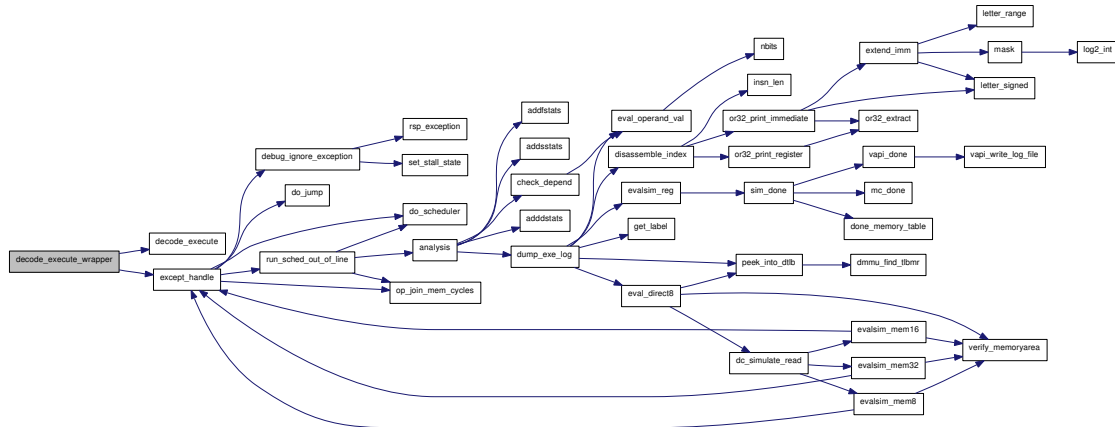 decode_execute_wrapper
decode_execute
except_handle
debug_ignore_exception
do_jump
run_sched_out_of_line
rsp_exception
set_stall_state
do_scheduler
analysis
op_join_mem_cycles
addfstats
addsstats
check_depend
adddstats
dump_exe_log
eval_operand_val
disassemble_index
evalsim_reg
get_label
eval_direct8
nbits
insn_len
or32_print_immediate
or32_print_register
sim_done
peek_into_dtlb
dc_simulate_read
extend_imm
or32_extract
vapi_done
mc_done
done_memory_table
dmmu_find_tlbmr
evalsim_mem16
evalsim_mem32
evalsim_mem8
letter_range
mask
letter_signed
vapi_write_log_file
verify_memoryarea
log2_int